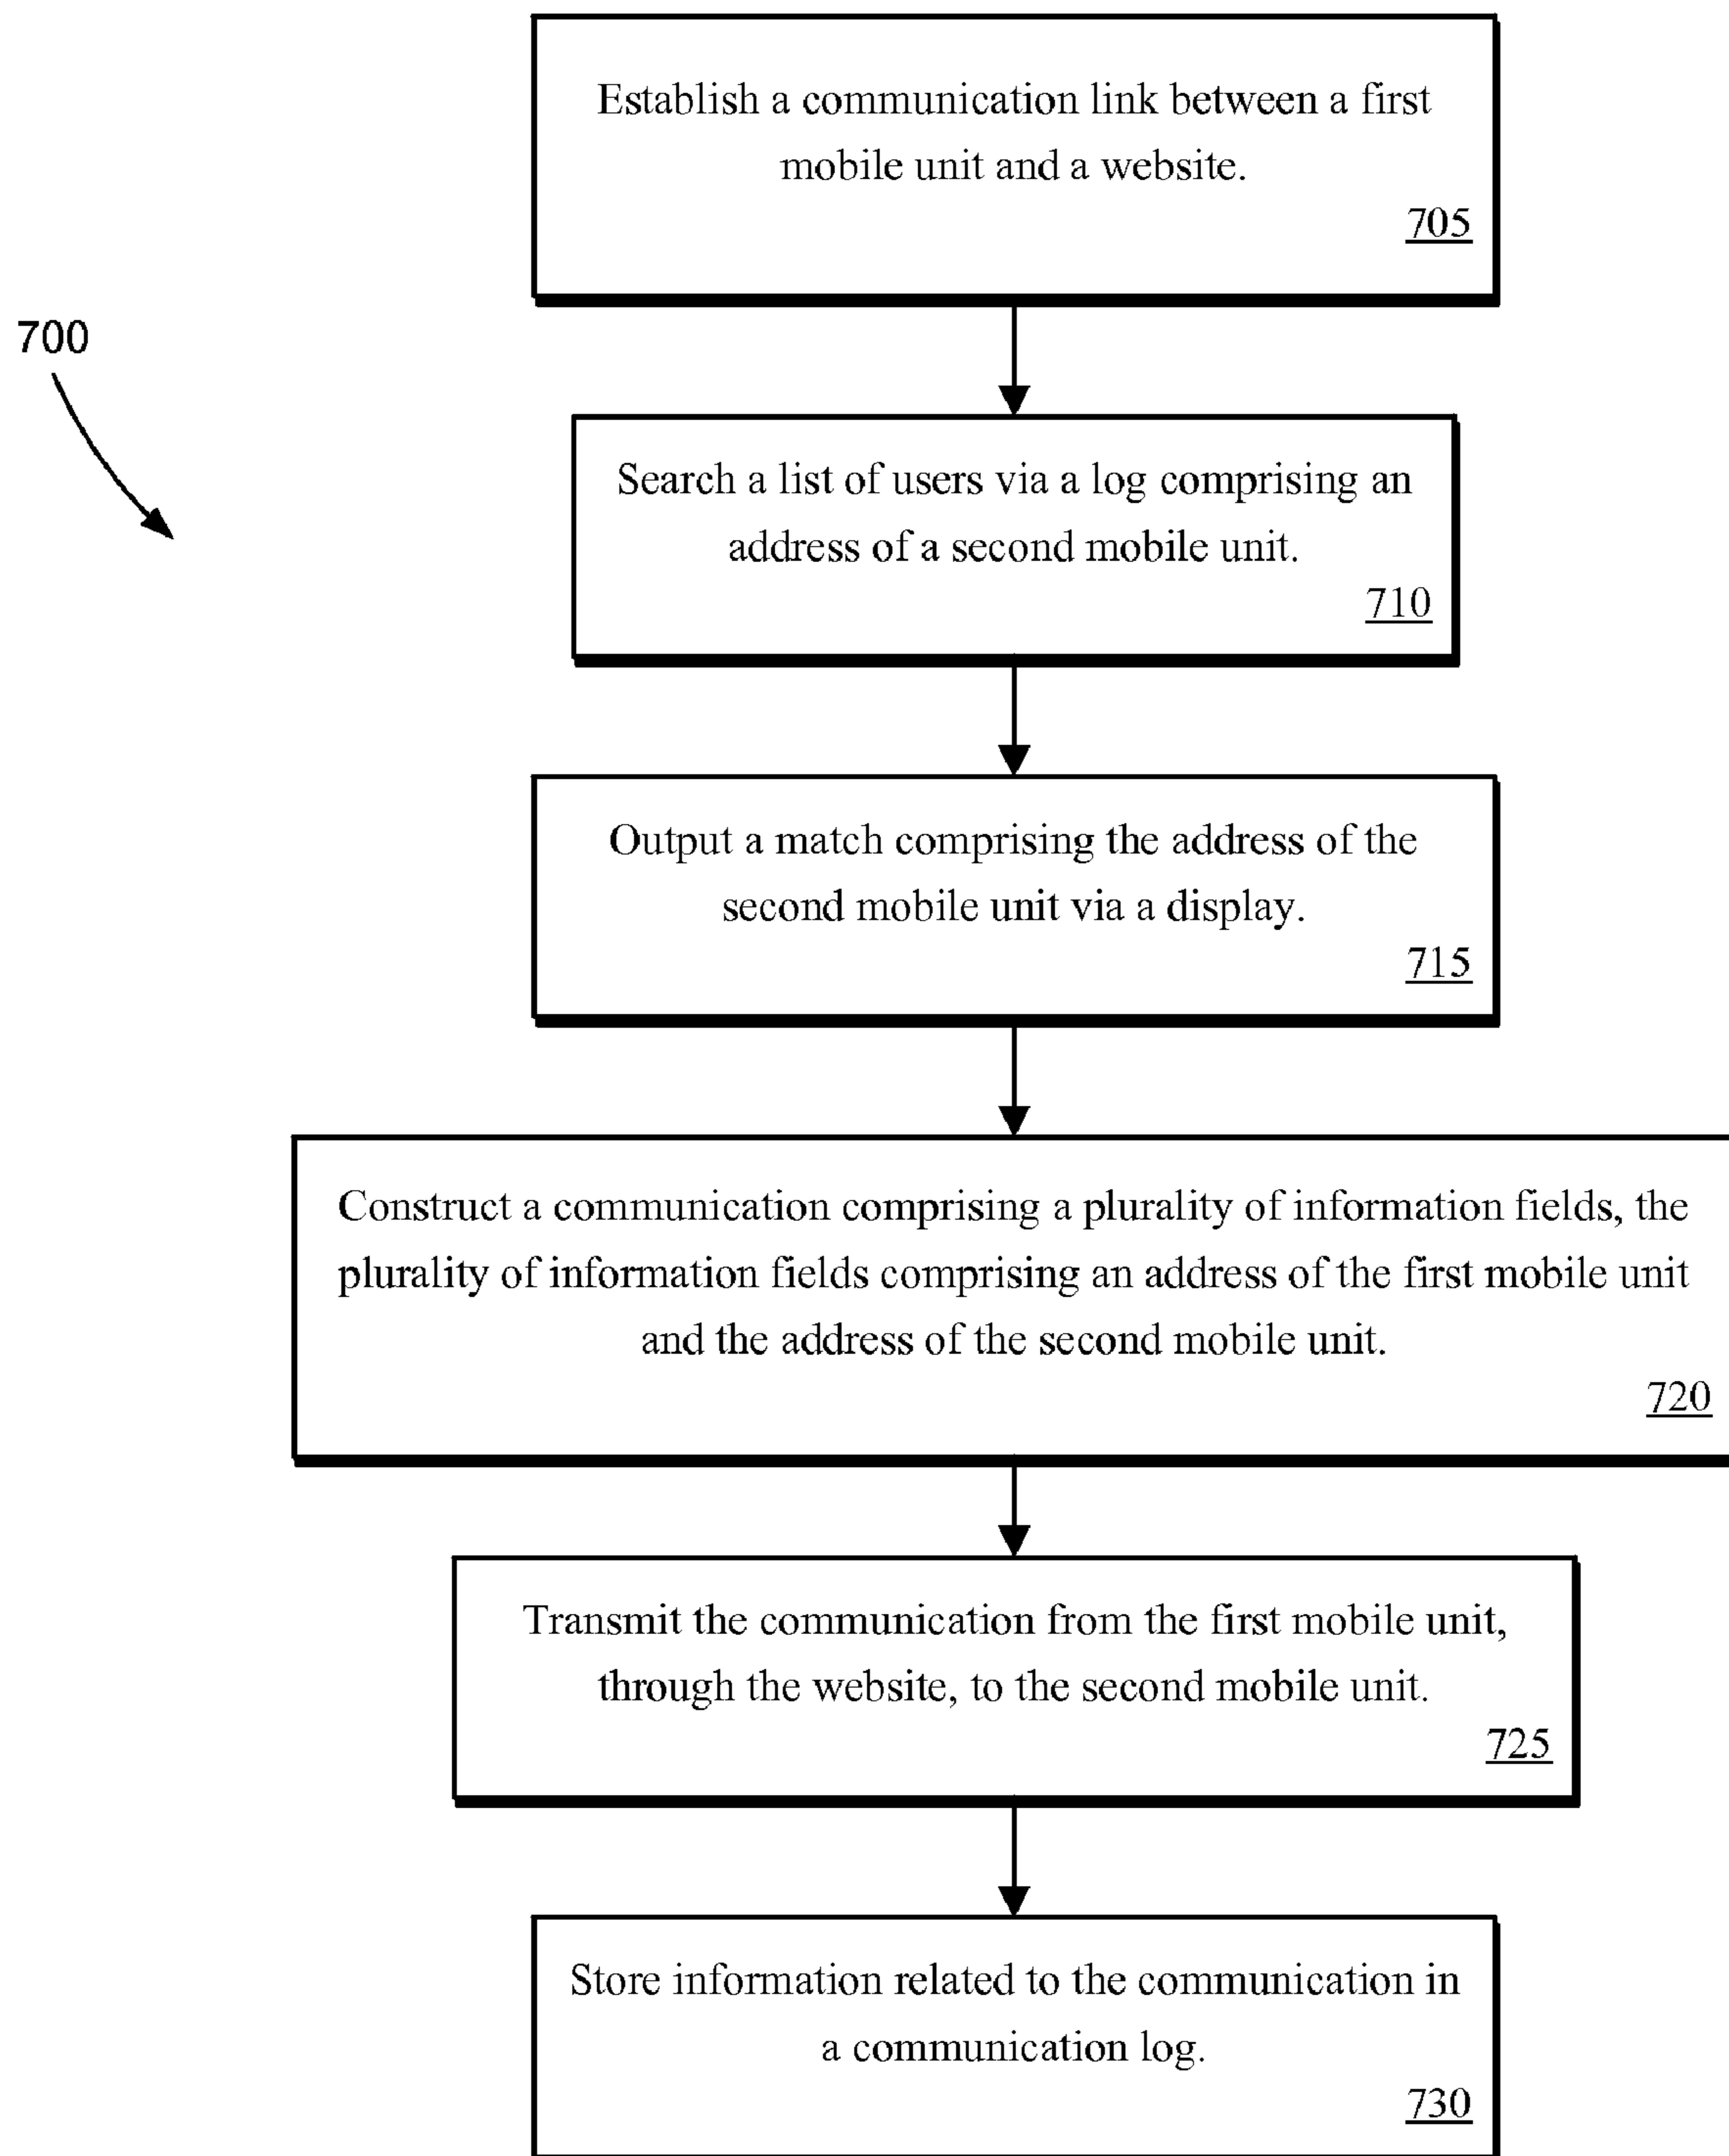 Establish a communication link between a first
mobile unit and a website.
705
700
Search a list of users via a log comprising an
address of a second mobile unit.
710
Output a match comprising the address of the
second mobile unit via a display.
715
Construct a communication comprising a plurality of information fields, the
plurality of information fields comprising an address of the first mobile unit
and the address of the second mobile unit.
720
Transmit the communication from the first mobile unit,
through the website, to the second mobile unit.
725
Store information related to the communication in
a communication log.
730